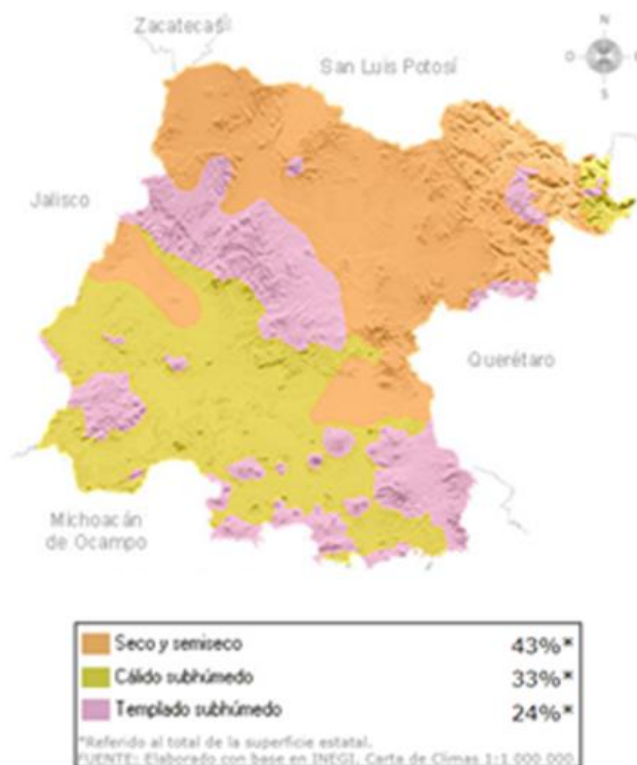 Zacatecas
San Luis Potosí
N
O
S
Jalisco
Querétaro
Michoacán
de Ocampo
Seco y semiseco 43%*
Cálido subhúmedo 33%*
Templado subhúmedo 24%*
*Referido al total de la superficie estatal.
FUENTE: Elaborado con base en INEGI. Carta de Climas 1:1 000 000.